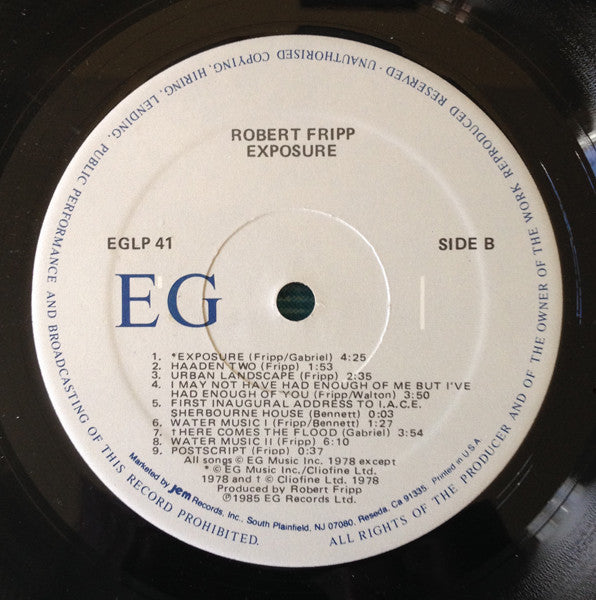 ROBERT FRIPP
EXPOSURE
EGLP 41
SIDE B
EG
1. *EXPOSURE (Fripp/Gabriel) 4:25
2. HAADEN TWO (Fripp) 1:53
3. URBAN LANDSCAPE (Fripp) 2:35
4. I MAY NOT HAVE HAD ENOUGH OF ME BUT I'VE
HAD ENOUGH OF YOU (Fripp/Walton) 3:50
5. FIRST INAUGURAL ADDRESS TO I.A.C.E.
SHERBOURNE HOUSE (Bennett) 0:03
6. WATER MUSIC I (Fripp/Bennett) 1:27
7. †HERE COMES THE FLOOD (Gabriel) 3:54
8. WATER MUSIC II (Fripp) 6:10
9. POSTSCRIPT (Fripp) 0:37
All songs © EG Music Inc. 1978 except
* © EG Music Inc./Cliofine Ltd.
1978 and † © Cliofine Ltd. 1978
Produced by Robert Fripp
℗1985 EG Records Ltd.
Marketed by jem Records, Inc., South Plainfield, NJ 07080, Reseda, Ca 91335. Printed in U.S.A
ALL RIGHTS OF THE PRODUCER AND OF THE OWNER OF THE WORK REPRODUCED RESERVED · UNAUTHORISED COPYING, HIRING, LENDING, PUBLIC PERFORMANCE AND BROADCASTING OF THIS RECORD PROHIBITED.